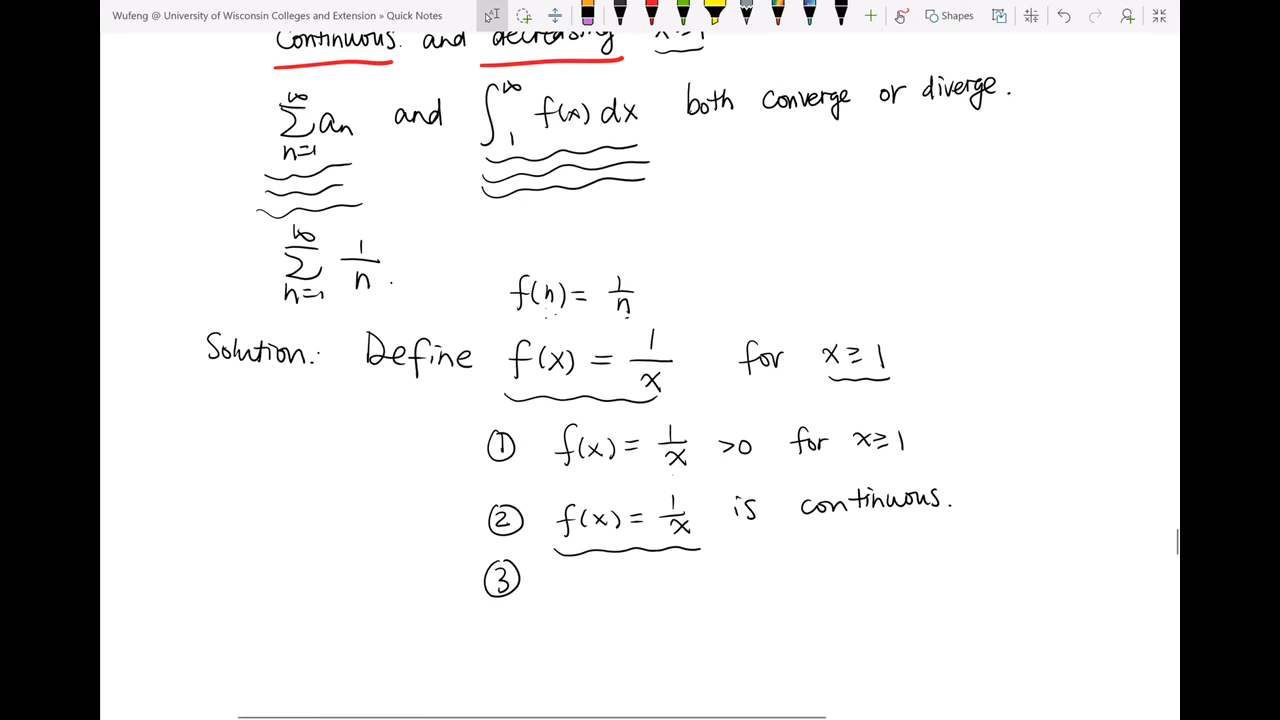 Wufeng @ University of Wisconsin Colleges and Extension » Quick Notes
Shapes
Continuous. and decreasing x≥1
∑_{n=1}^{∞} a_n and ∫_1^∞ f(x) dx both converge or diverge.
∑_{n=1}^{∞} 1/n .
f(n) = 1/n
Solution: Define f(x) = 1/x for x≥1
① f(x) = 1/x >0 for x≥1
② f(x) = 1/x is continuous.
③